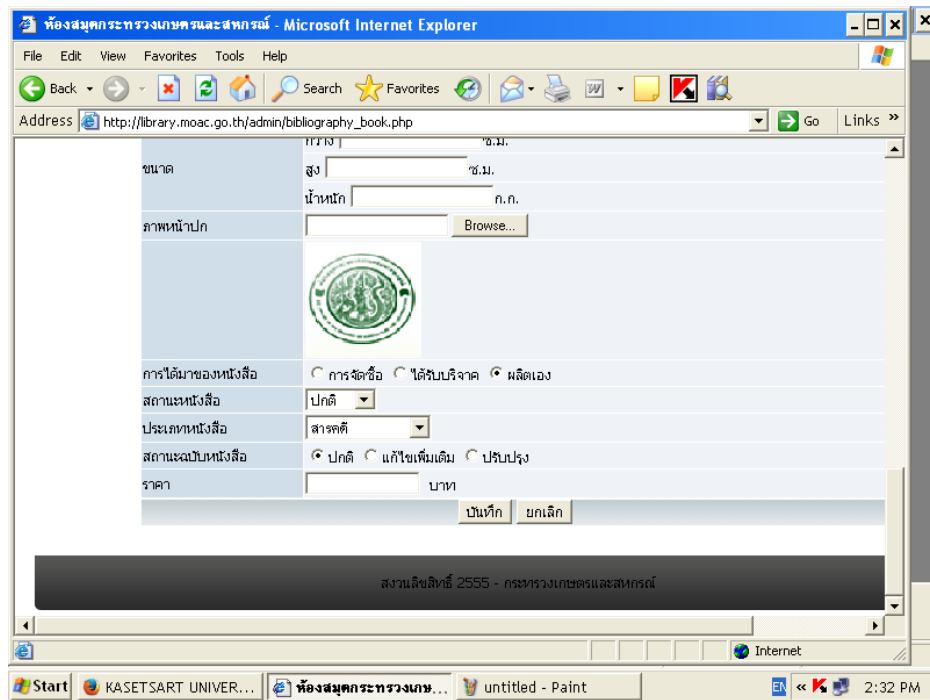 ห้องสมุดกระทรวงเกษตรและสหกรณ์ - Microsoft Internet Explorer
File Edit View Favorites Tools Help
Back Search Favorites
Address http://library.moac.go.th/admin/bibliography_book.php Go Links »
กว้าง ซ.ม.
ขนาด สูง ซ.ม.
น้ำหนัก ก.ก.
ภาพหน้าปก Browse...
การได้มาของหนังสือ การจัดซื้อ ได้รับบริจาค ผลิตเอง
สถานะหนังสือ ปกติ
ประเภทหนังสือ สารคดี
สถานะฉบับหนังสือ ปกติ แก้ไขเพิ่มเติม ปรับปรุง
ราคา บาท
บันทึก ยกเลิก
สงวนลิขสิทธิ์ 2555 - กระทรวงเกษตรและสหกรณ์
Internet
Start KASETSART UNIVER... ห้องสมุดกระทรวงเกษ... untitled - Paint EN « 2:32 PM